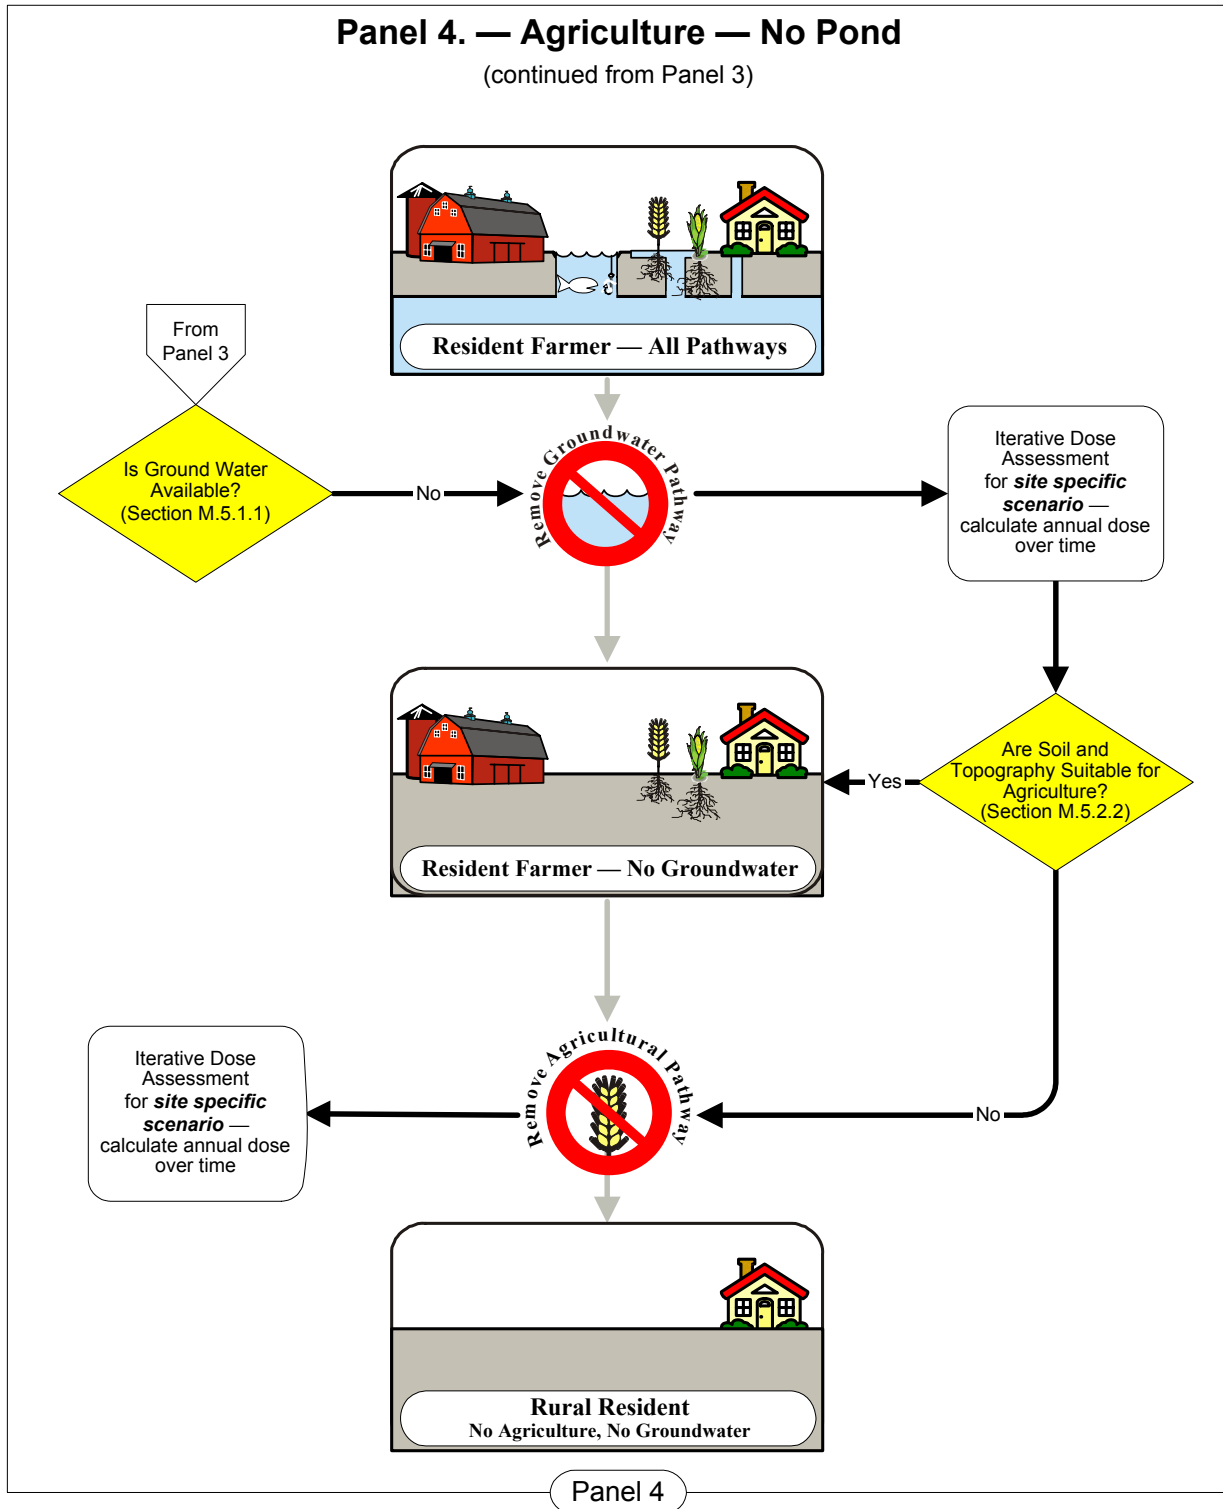 Panel 4. — Agriculture — No Pond
(continued from Panel 3)
Resident Farmer — All Pathways
From
Panel 3
Is Ground Water
Available?
(Section M.5.1.1)
No
Remove Groundwater Pathway
Iterative Dose
Assessment
for site specific
scenario —
calculate annual dose
over time
Are Soil and
Topography Suitable for
Agriculture?
(Section M.5.2.2)
Yes
Resident Farmer — No Groundwater
No
Remove Agricultural Pathway
Iterative Dose
Assessment
for site specific
scenario —
calculate annual dose
over time
Rural Resident
No Agriculture, No Groundwater
Panel 4